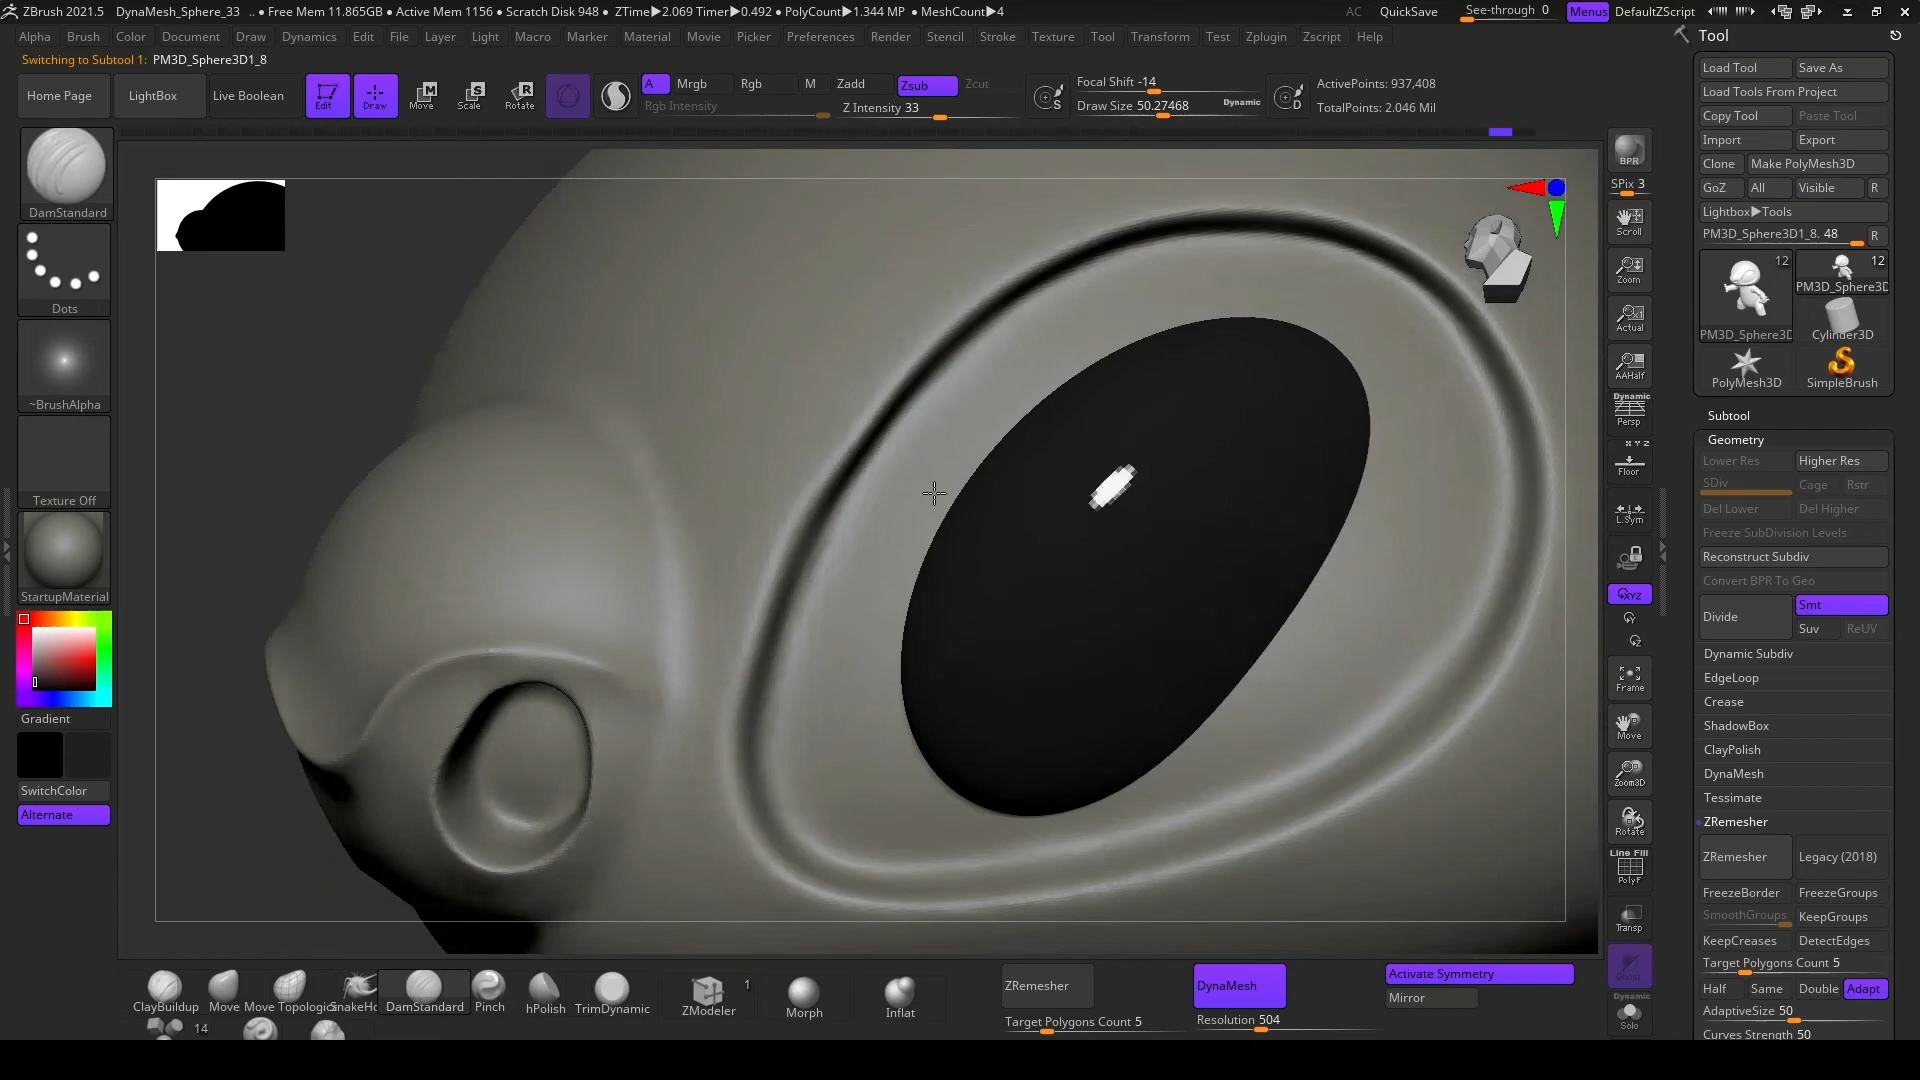 ZBrush 2021.5 DynaMesh_Sphere_33 .. • Free Mem 11.865GB • Active Mem 1156 • Scratch Disk 948 • ZTime▶2.069 Timer▶0.492 • PolyCount▶1.344 MP • MeshCount▶4 AC QuickSave See-through 0 Menus DefaultZScript
Alpha Brush Color Document Draw Dynamics Edit File Layer Light Macro Marker Material Movie Picker Preferences Render Stencil Stroke Texture Tool Transform Test Zplugin Zscript Help
Switching to Subtool 1: PM3D_Sphere3D1_8
Home Page LightBox Live Boolean Edit Draw Move Scale Rotate
A Mrgb Rgb M Zadd Zsub Zcut
Rgb Intensity Z Intensity 33
S Focal Shift -14
Draw Size 50.27468 Dynamic
D ActivePoints: 937,408
TotalPoints: 2.046 Mil
DamStandard
Dots
~BrushAlpha
Texture Off
StartupMaterial
Gradient
SwitchColor
Alternate
BPR
SPix 3
Scroll
Zoom
Actual
AAHalf
Dynamic
Persp
X Y Z
Floor
L.Sym
XYZ
Frame
Move
Zoom3D
Rotate
Line Fill
PolyF
Transp
Ghost
Dynamic
Solo
Tool
Load Tool Save As
Load Tools From Project
Copy Tool Paste Tool
Import Export
Clone Make PolyMesh3D
GoZ All Visible R
Lightbox▶Tools
PM3D_Sphere3D1_8. 48 R
12 12
PM3D_Sphere3D
PM3D_Sphere3D Cylinder3D
PolyMesh3D SimpleBrush
Subtool
Geometry
Lower Res Higher Res
SDiv Cage Rstr
Del Lower Del Higher
Freeze SubDivision Levels
Reconstruct Subdiv
Convert BPR To Geo
Divide Smt
Suv ReUV
Dynamic Subdiv
EdgeLoop
Crease
ShadowBox
ClayPolish
DynaMesh
Tessimate
ZRemesher
ZRemesher Legacy (2018)
FreezeBorder FreezeGroups
SmoothGroups KeepGroups
KeepCreases DetectEdges
Target Polygons Count 5
Half Same Double Adapt
AdaptiveSize 50
Curves Strength 50
ClayBuildup Move Move Topologic SnakeHo DamStandard Pinch hPolish TrimDynamic ZModeler 1 Morph Inflat
14
ZRemesher
Target Polygons Count 5
DynaMesh
Resolution 504
Activate Symmetry
Mirror